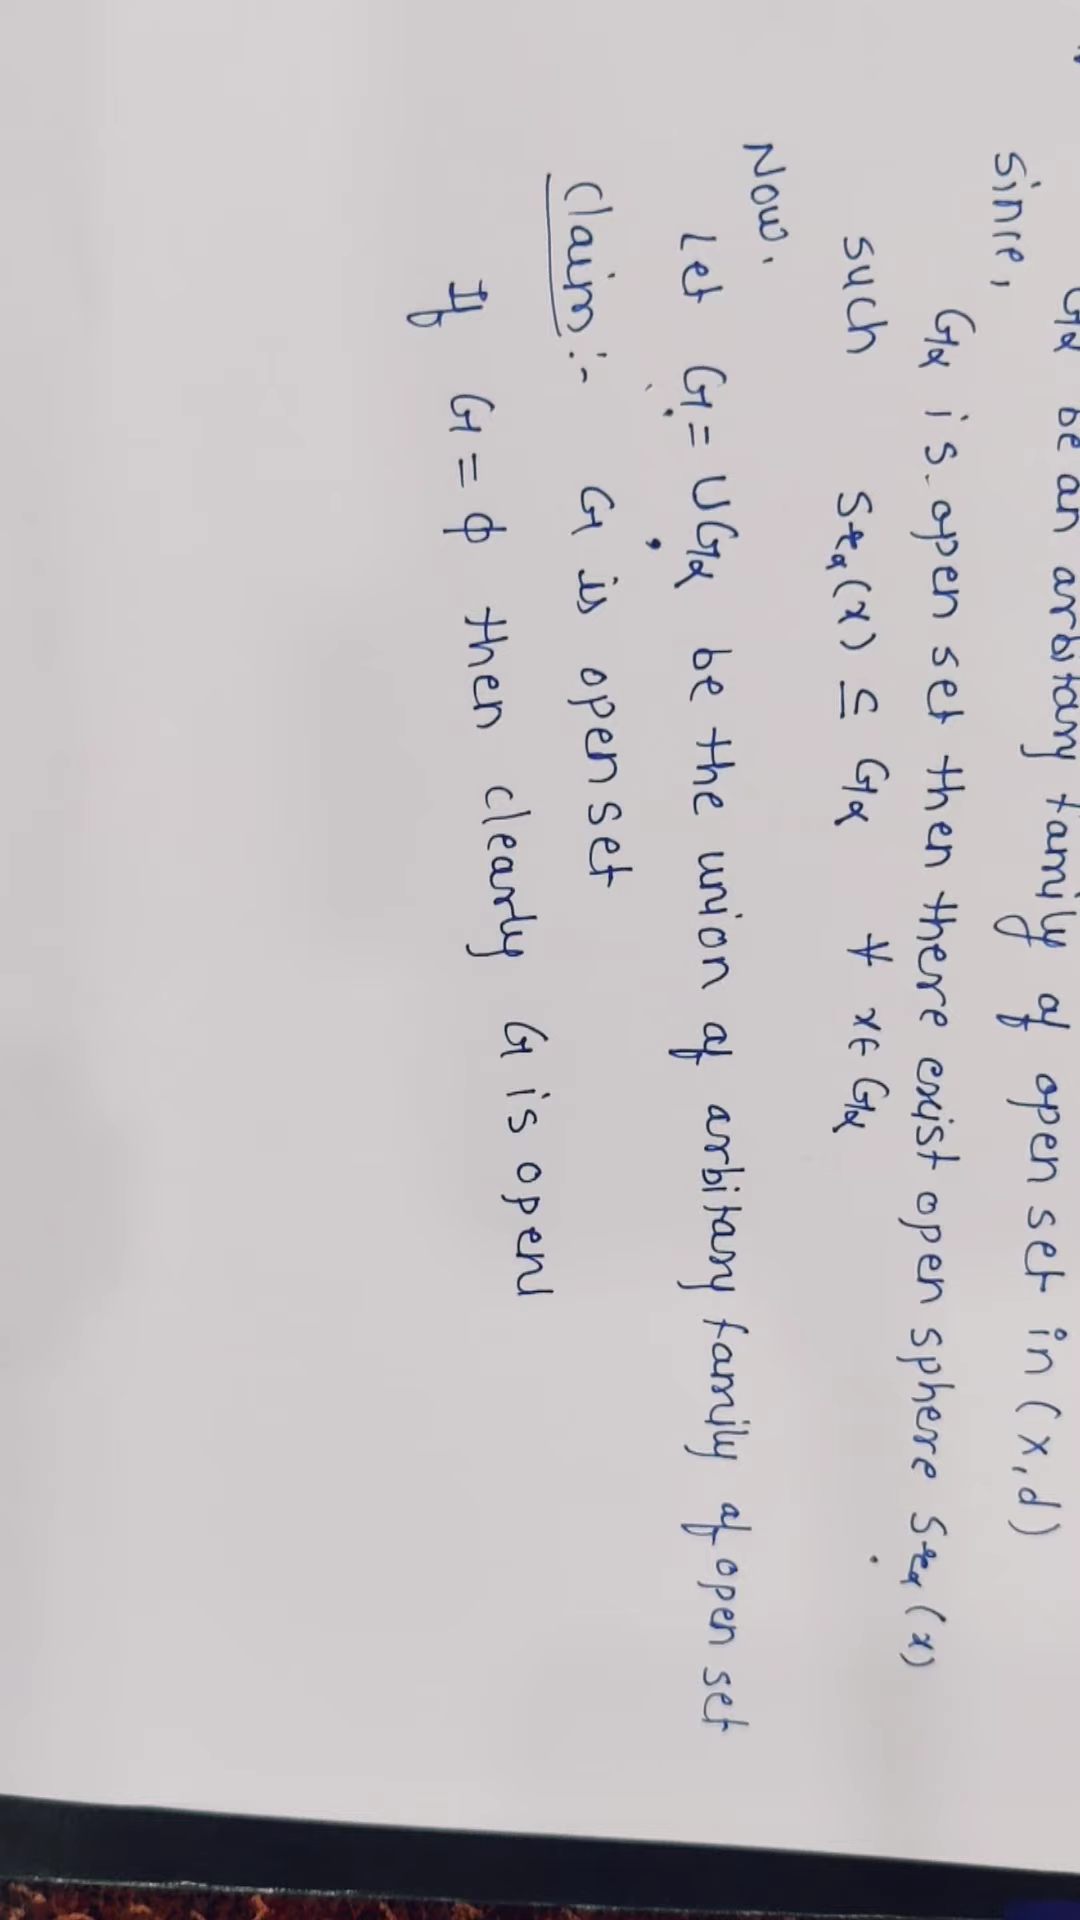 Gα be an arbitary family of open set in (x,d)
Since,
Gα is open set then there exist open sphere Srα(x)
such Srα(x) ⊆ Gα ∀ x∈Gα
Now,
Let G = ∪Gα be the union of arbitary family of open set
Claim:- G is open set
If G = ϕ then clearly G is open